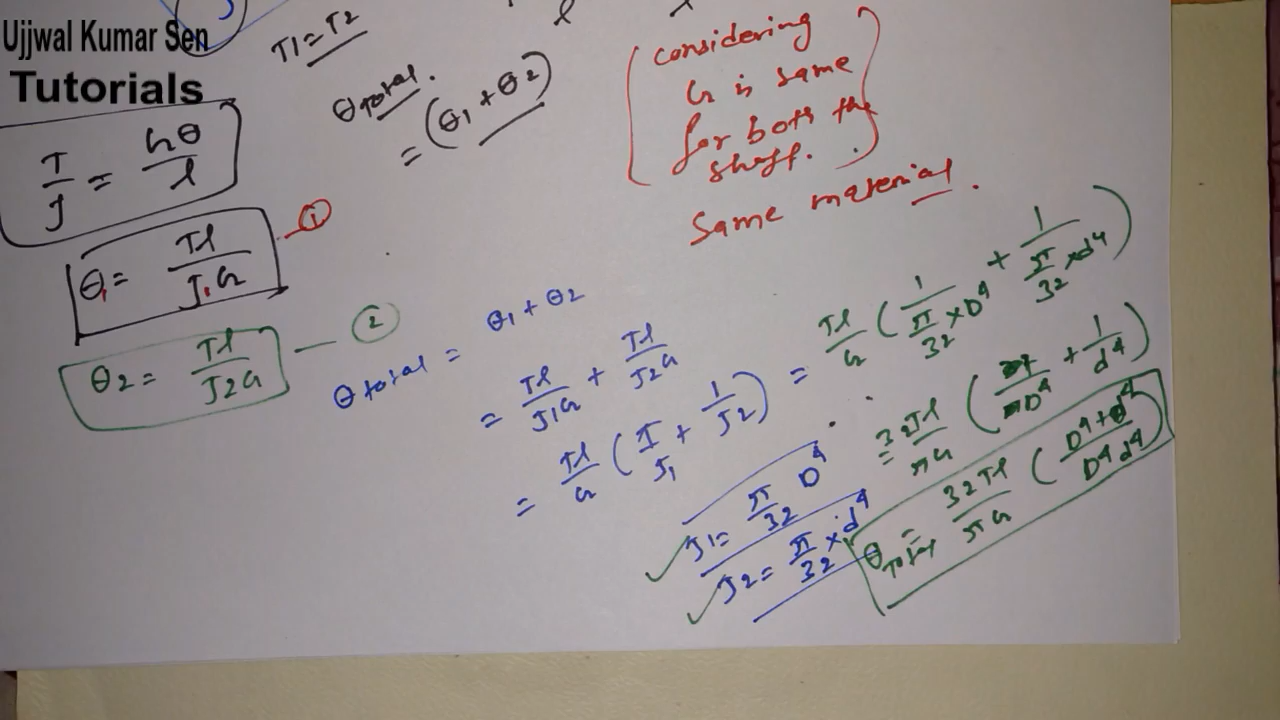 Ujjwal Kumar Sen
Tutorials
T1 = T2
θ total.
= (θ1 + θ2)
(considering
G is same
for both the
shaft.)
Same material.
T/J = Gθ/l
θ1 = Tl/J1G — ①
θ2 = Tl/J2G — ②
θ total = θ1 + θ2
= Tl/J1G + Tl/J2G
= Tl/G (1/J1 + 1/J2)
= Tl/G (1/(π/32 × D⁴) + 1/(π/32 × d⁴))
J1 = π/32 D⁴
J2 = π/32 × d⁴
= 32Tl/πG (1/D⁴ + 1/d⁴)
θ Total = 32Tl/πG (D⁴ + d⁴/D⁴d⁴)